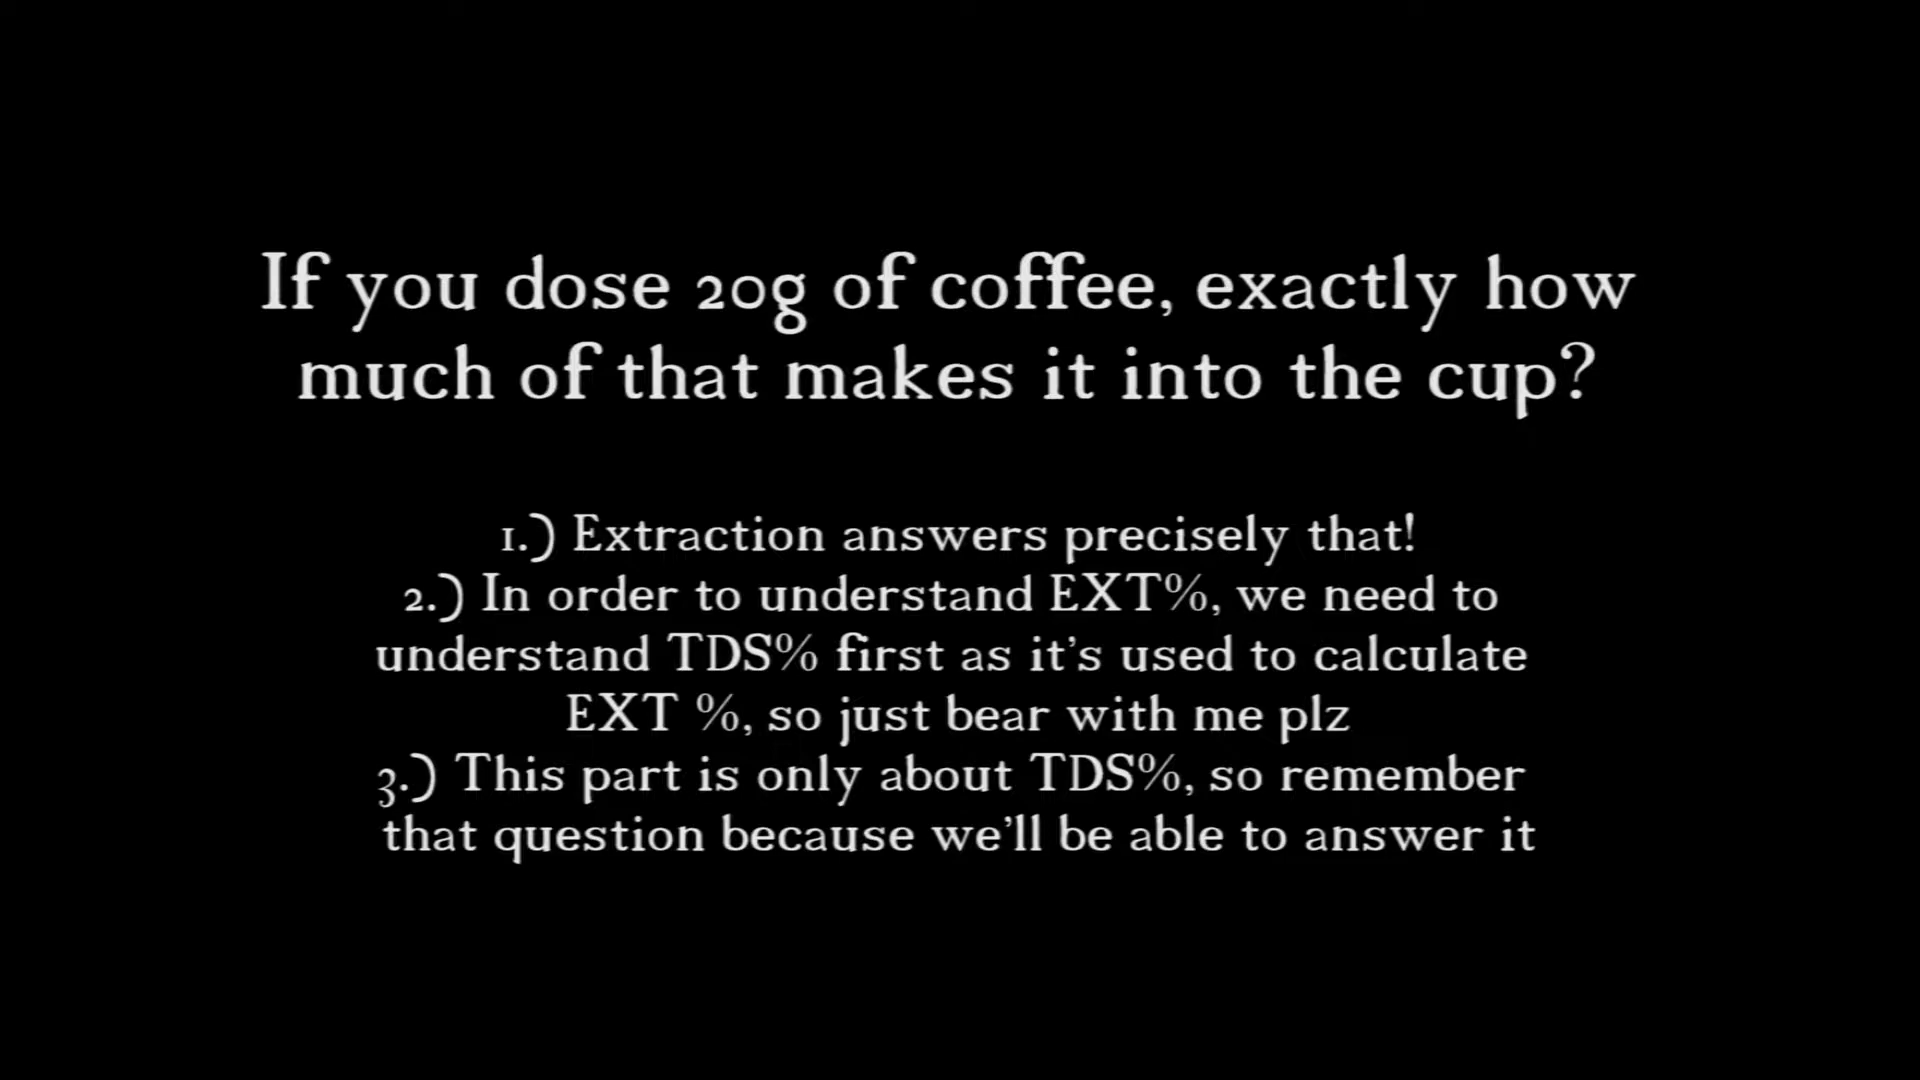 If you dose 20g of coffee, exactly how
much of that makes it into the cup?
1.) Extraction answers precisely that!
2.) In order to understand EXT%, we need to
understand TDS% first as it’s used to calculate
EXT %, so just bear with me plz
3.) This part is only about TDS%, so remember
that question because we’ll be able to answer it